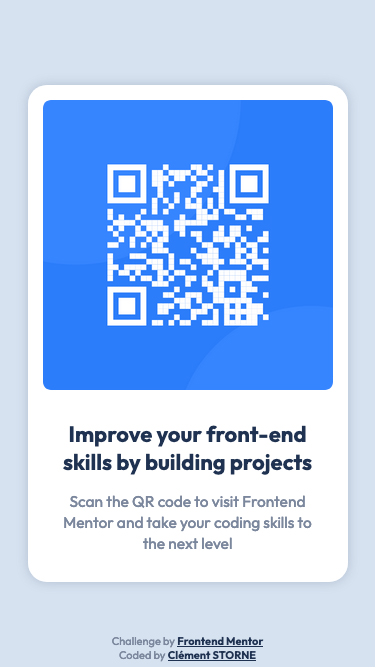 Improve your front-end
skills by building projects
Scan the QR code to visit Frontend
Mentor and take your coding skills to
the next level
Challenge by Frontend Mentor
Coded by Clément STORNE